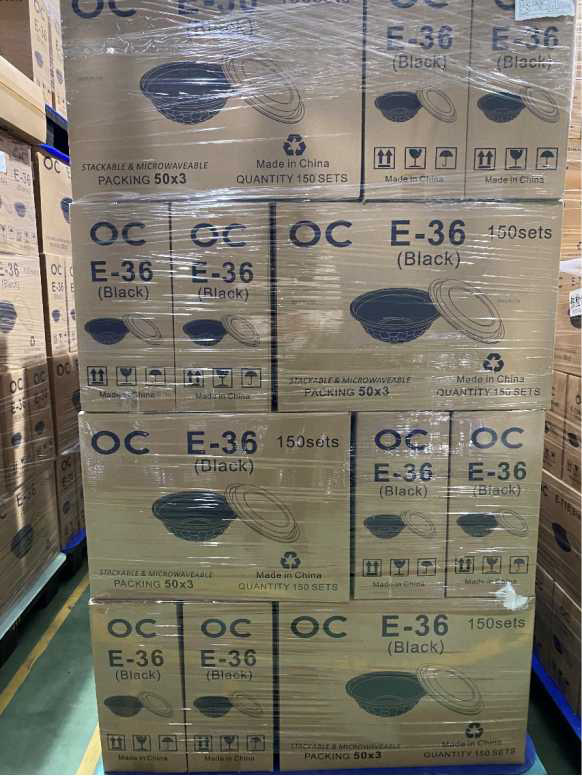 OC
150SETS
E-36
(Black)
E-36
(Black)
STACKABLE & MICROWAVEABLE
PACKING 50x3
Made in China
QUANTITY 150 SETS
Made in China
Made in China
OC
E-36
(Black)
Made in China
OC
E-36
(Black)
Made in China
OC
E-36
(Black)
150sets
STACKABLE & MICROWAVEABLE
PACKING 50x3
Made in China
QUANTITY 150 SETS
OC
E-36
(Black)
150sets
STACKABLE & MICROWAVEABLE
PACKING 50x3
Made in China
QUANTITY 150 SETS
OC
E-36
(Black)
Made in China
OC
E-36
(Black)
Made in China
OC
E-36
(Black)
OC
E-36
(Black)
OC
E-36
(Black)
150sets
STACKABLE & MICROWAVEABLE
PACKING 50x3
Made in China
QUANTITY 150 SETS
OC
E-36
OC
OC